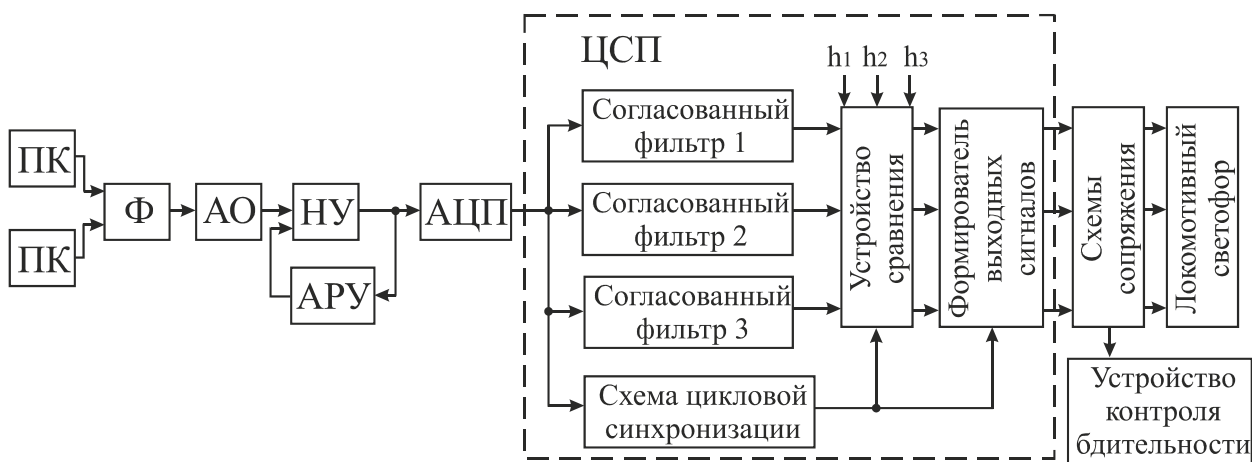 ЦСП
h1 h2 h3
ПК
ПК
Ф
АО
НУ
АРУ
АЦП
Согласованный
фильтр 1
Согласованный
фильтр 2
Согласованный
фильтр 3
Схема цикловой
синхронизации
Устройство
сравнения
Формирователь
выходных
сигналов
Схемы
сопряжения
Локомотивный
светофор
Устройство
контроля
бдительности